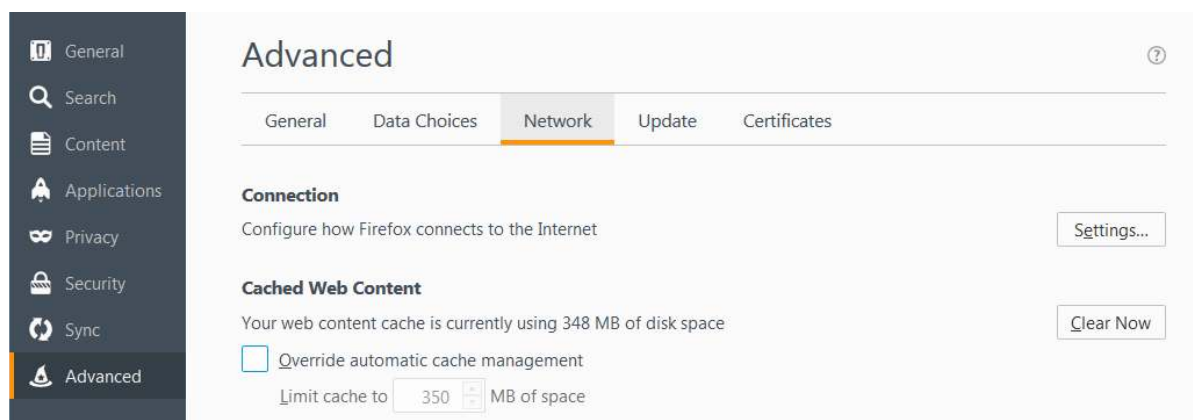 General
Search
Content
Applications
Privacy
Security
Sync
Advanced
Advanced
?
General Data Choices Network Update Certificates
Connection
Configure how Firefox connects to the Internet
Settings...
Cached Web Content
Your web content cache is currently using 348 MB of disk space
Clear Now
Override automatic cache management
Limit cache to 350 MB of space